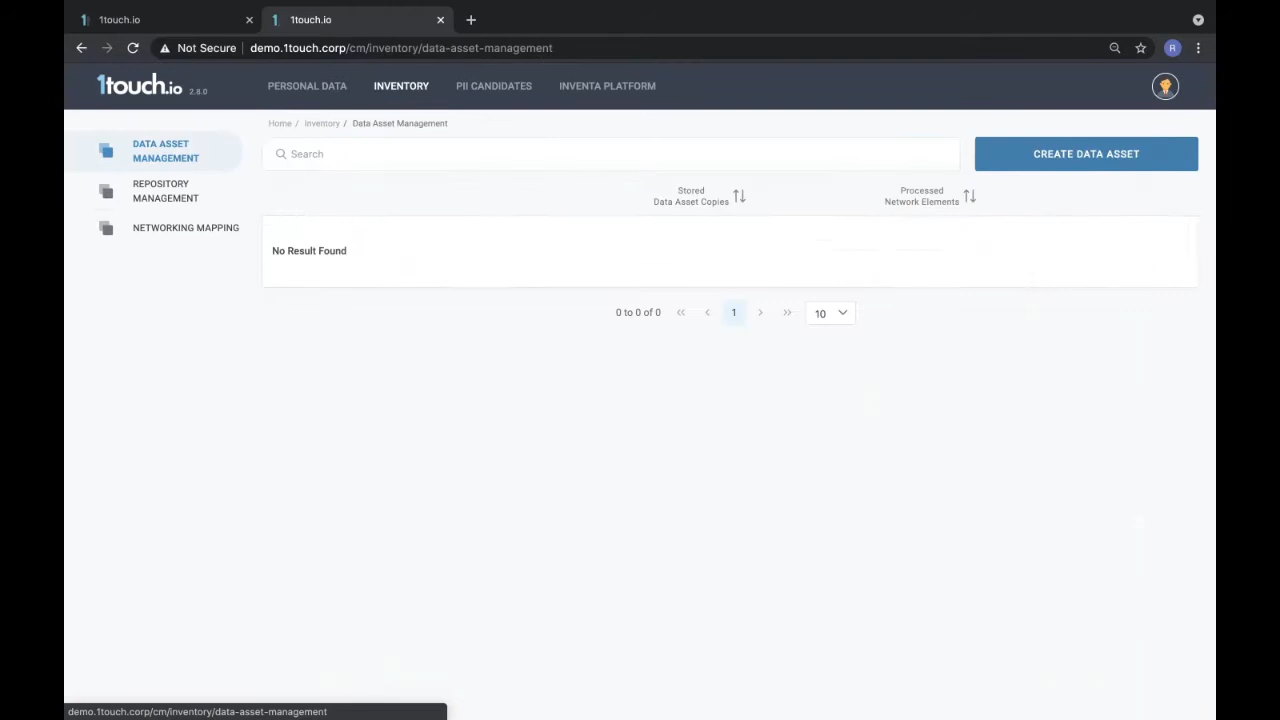 1touch.io
1touch.io
Not Secure
demo.1touch.corp/cm/inventory/data-asset-management
R
1touch.io 2.8.0
PERSONAL DATA
INVENTORY
PII CANDIDATES
INVENTA PLATFORM
DATA ASSET
MANAGEMENT
REPOSITORY
MANAGEMENT
NETWORKING MAPPING
Home / Inventory / Data Asset Management
Search
CREATE DATA ASSET
Stored
Data Asset Copies
Processed
Network Elements
No Result Found
0 to 0 of 0
1
10
demo.1touch.corp/cm/inventory/data-asset-management